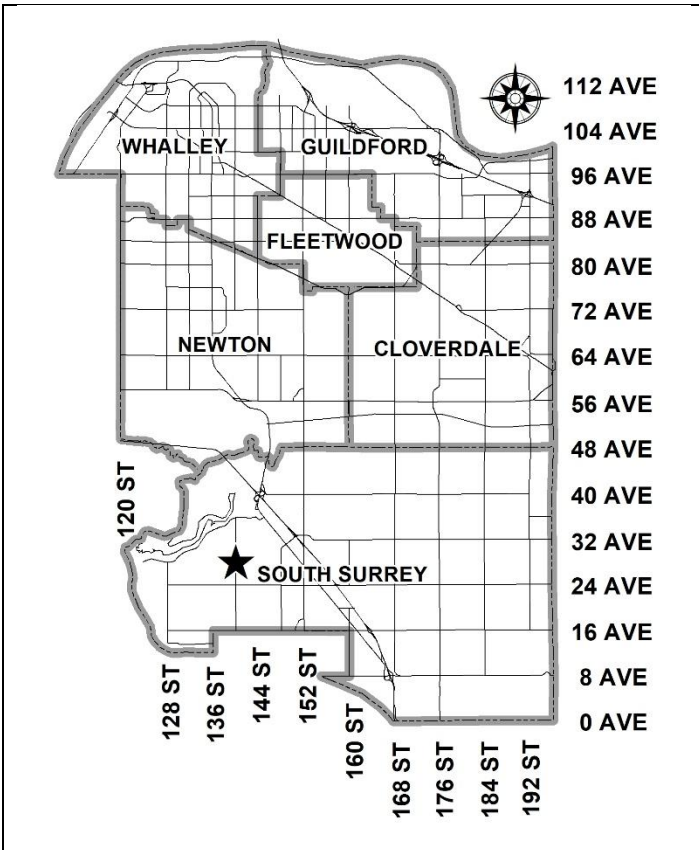 112 AVE
104 AVE
WHALLEY
GUILDFORD
96 AVE
88 AVE
FLEETWOOD
80 AVE
72 AVE
NEWTON
CLOVERDALE
64 AVE
56 AVE
48 AVE
120 ST
40 AVE
32 AVE
SOUTH SURREY
24 AVE
16 AVE
128 ST
136 ST
144 ST
152 ST
160 ST
8 AVE
0 AVE
168 ST
176 ST
184 ST
192 ST